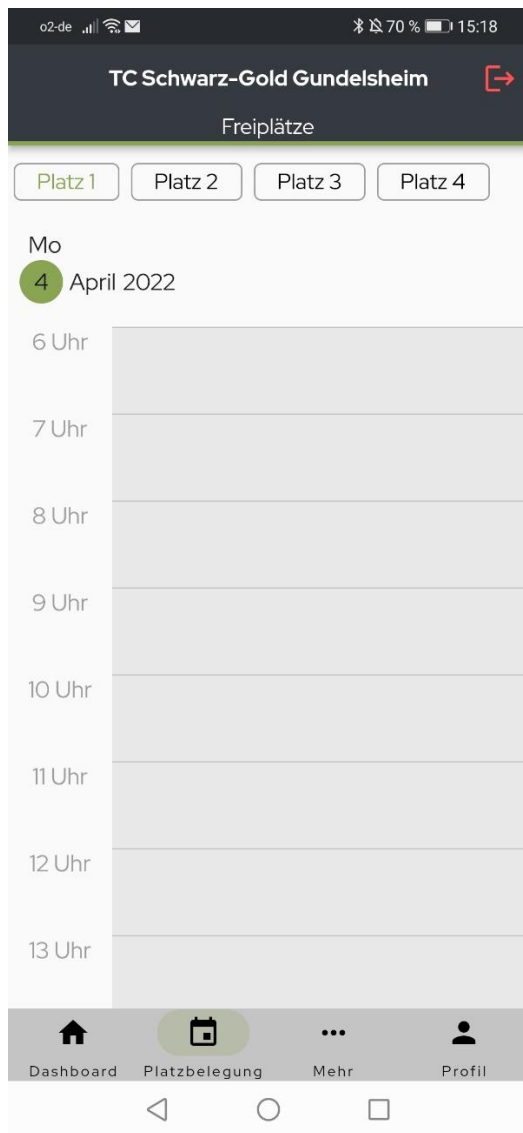 o2-de 70 % 15:18
TC Schwarz-Gold Gundelsheim
Freiplätze
Platz 1 Platz 2 Platz 3 Platz 4
Mo
4 April 2022
6 Uhr
7 Uhr
8 Uhr
9 Uhr
10 Uhr
11 Uhr
12 Uhr
13 Uhr
Dashboard Platzbelegung Mehr Profil